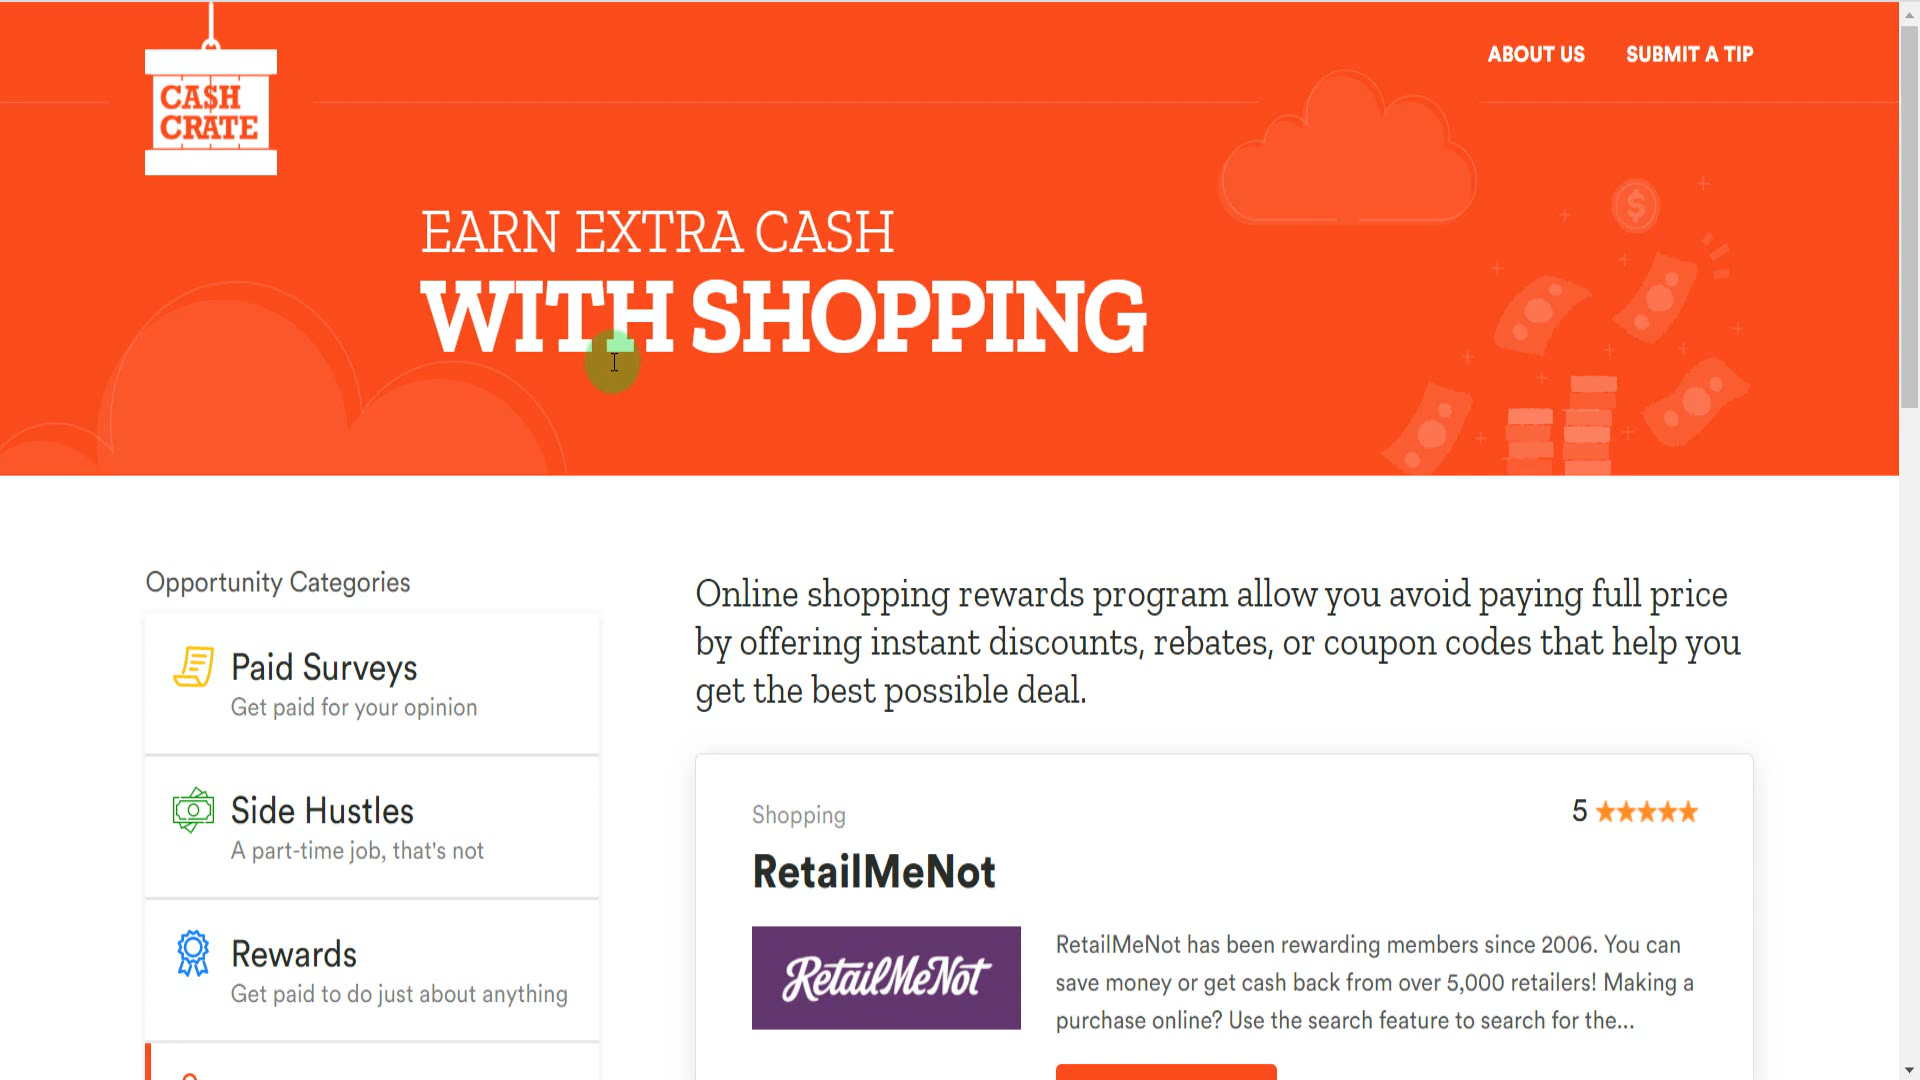 CA$H
CRATE
ABOUT US
SUBMIT A TIP
EARN EXTRA CASH
WITH SHOPPING
Opportunity Categories
Paid Surveys
Get paid for your opinion
Side Hustles
A part-time job, that's not
Rewards
Get paid to do just about anything
Online shopping rewards program allow you avoid paying full price
by offering instant discounts, rebates, or coupon codes that help you
get the best possible deal.
Shopping
5
RetailMeNot
RetailMeNot
RetailMeNot has been rewarding members since 2006. You can
save money or get cash back from over 5,000 retailers! Making a
purchase online? Use the search feature to search for the...